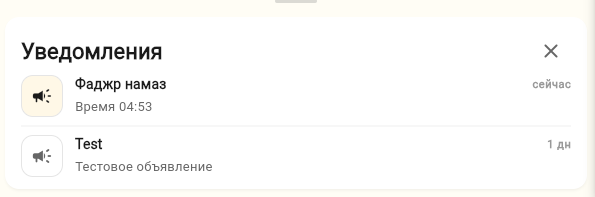 Уведомления
Фаджр намаз
сейчас
Время 04:53
Test
1 дн
Тестовое объявление